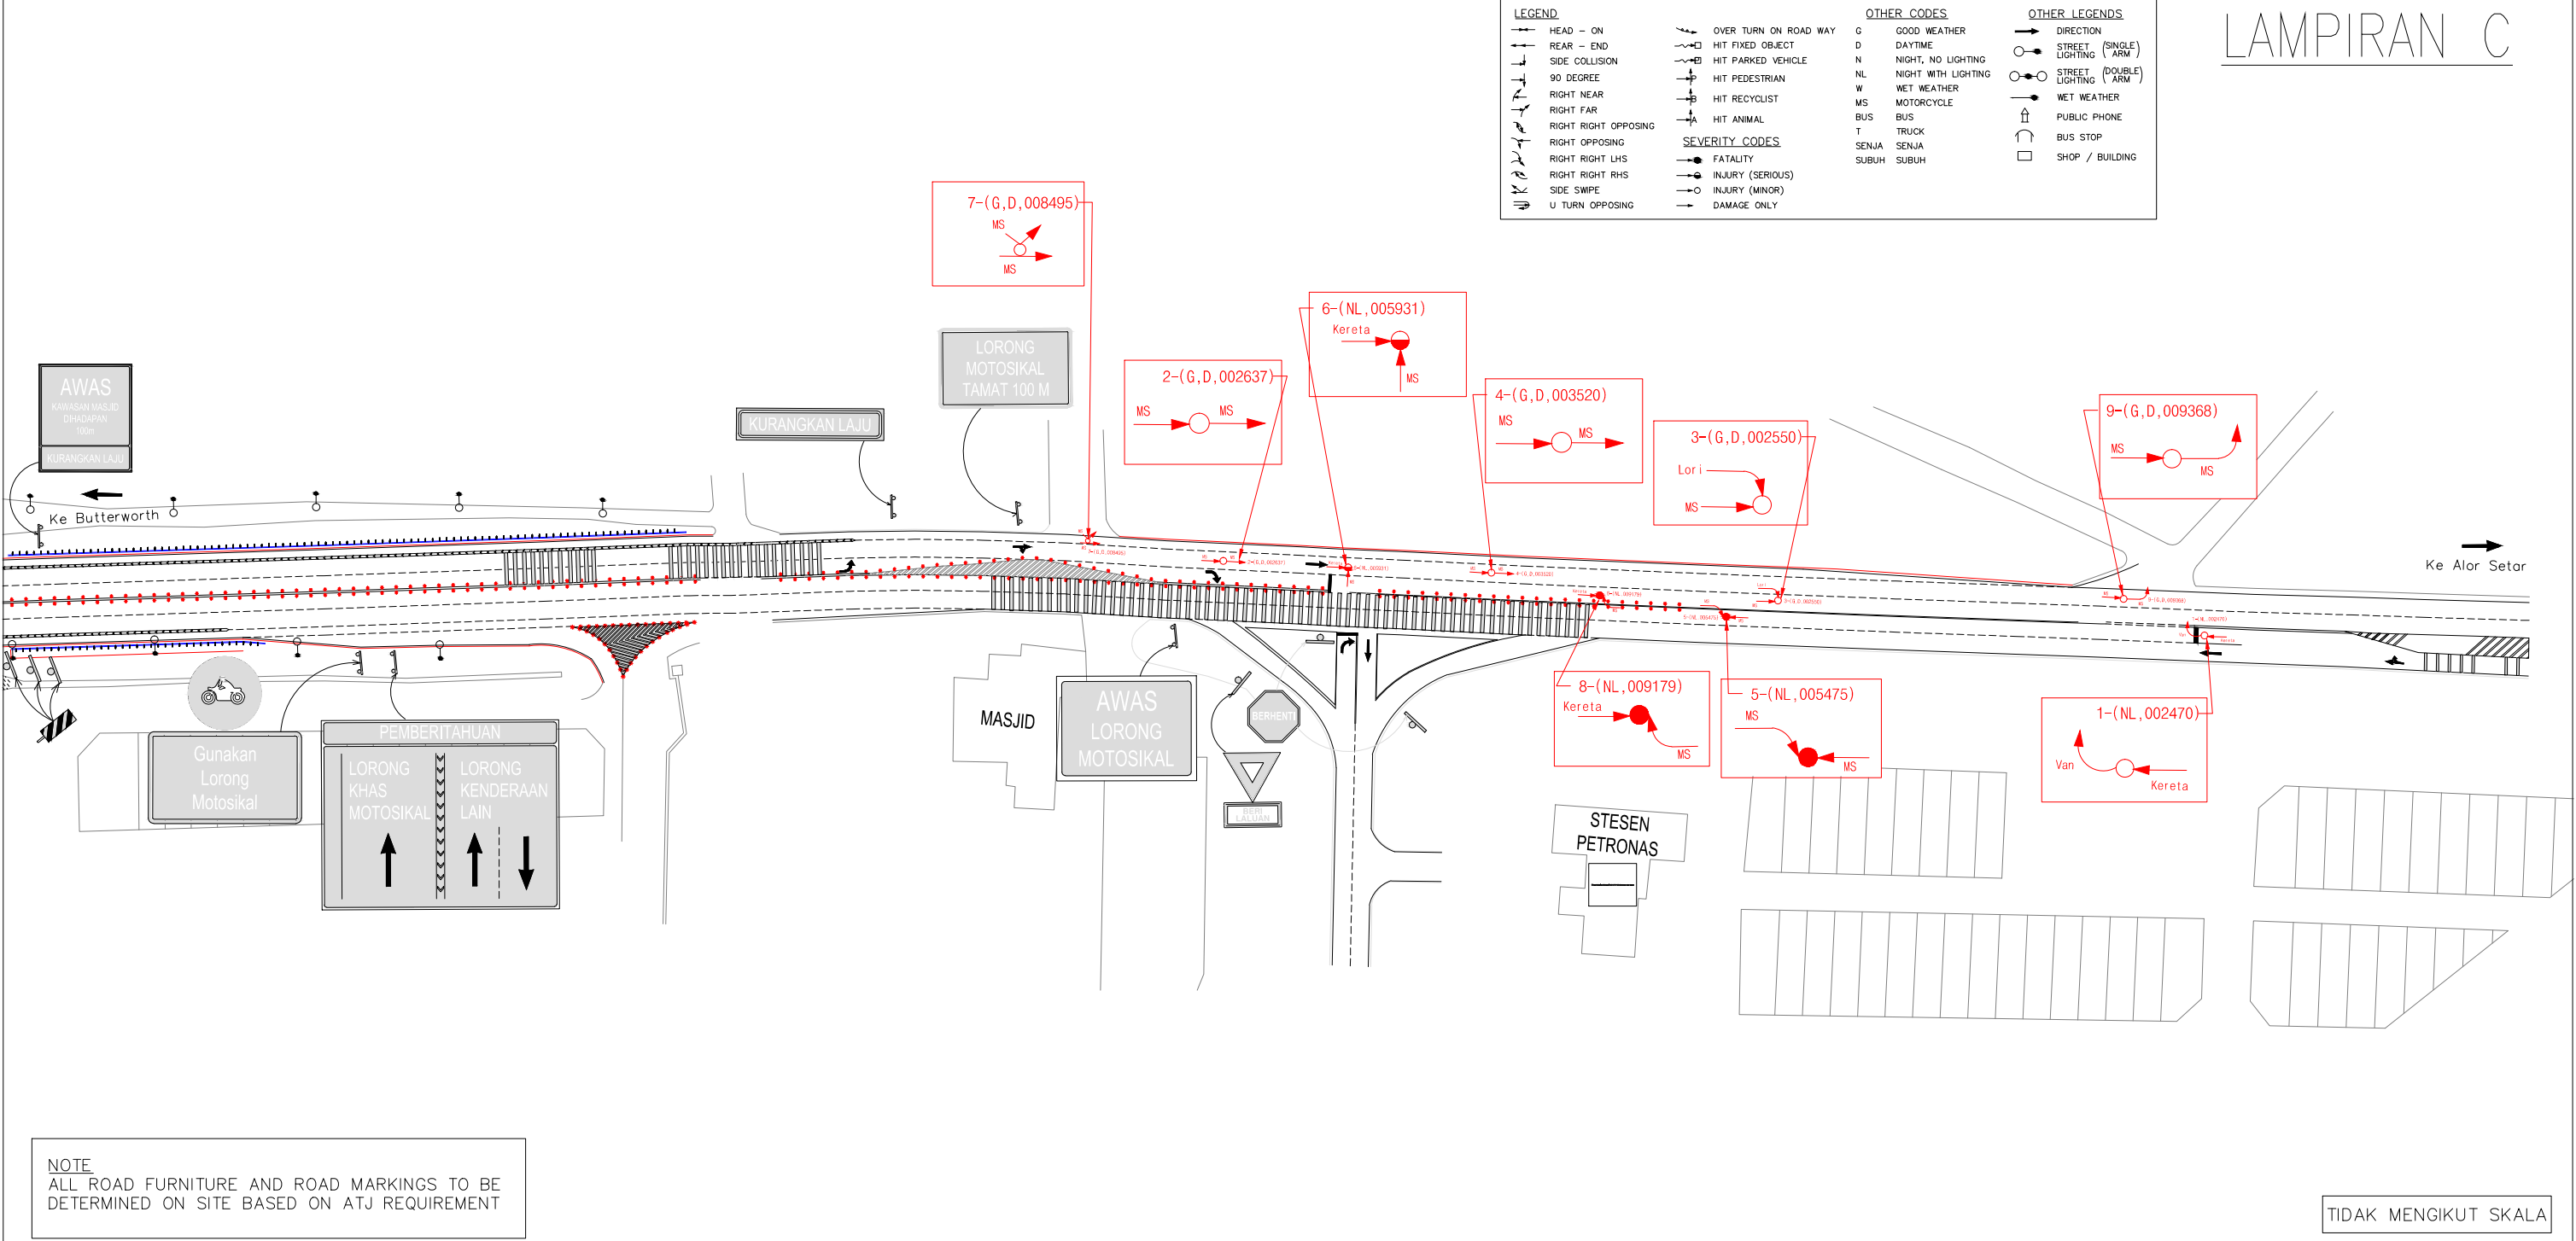 LAMPIRAN C
LEGEND
HEAD - ON
REAR - END
SIDE COLLISION
90 DEGREE
RIGHT NEAR
RIGHT FAR
RIGHT RIGHT OPPOSING
RIGHT OPPOSING
RIGHT RIGHT LHS
RIGHT RIGHT RHS
SIDE SWIPE
U TURN OPPOSING
OVER TURN ON ROAD WAY
HIT FIXED OBJECT
HIT PARKED VEHICLE
P HIT PEDESTRIAN
B HIT RECYCLIST
A HIT ANIMAL
SEVERITY CODES
FATALITY
INJURY (SERIOUS)
INJURY (MINOR)
DAMAGE ONLY
OTHER CODES
G GOOD WEATHER
D DAYTIME
N NIGHT, NO LIGHTING
NL NIGHT WITH LIGHTING
W WET WEATHER
MS MOTORCYCLE
BUS BUS
T TRUCK
SENJA SENJA
SUBUH SUBUH
OTHER LEGENDS
DIRECTION
STREET LIGHTING (SINGLE ARM)
STREET LIGHTING (DOUBLE ARM)
WET WEATHER
PUBLIC PHONE
BUS STOP
SHOP / BUILDING
7-(G,D,008495)
MS
MS
6-(NL,005931)
Kereta
MS
2-(G,D,002637)
MS MS
4-(G,D,003520)
MS
MS
3-(G,D,002550)
Lori
MS
9-(G,D,009368)
MS
MS
AWAS
KAWASAN MASJID
DIHADAPAN
100m
KURANGKAN LAJU
KURANGKAN LAJU
LORONG
MOTOSIKAL
TAMAT 100 M
Ke Butterworth
Ke Alor Setar
8-(NL,009179)
Kereta
MS
5-(NL,005475)
MS
MS
1-(NL,002470)
Van
Kereta
MASJID
AWAS
LORONG
MOTOSIKAL
BERHENTI
BERI
LALUAN
Gunakan
Lorong
Motosikal
PEMBERITAHUAN
LORONG
KHAS
MOTOSIKAL
LORONG
KENDERAAN
LAIN
STESEN
PETRONAS
NOTE
ALL ROAD FURNITURE AND ROAD MARKINGS TO BE
DETERMINED ON SITE BASED ON ATJ REQUIREMENT
TIDAK MENGIKUT SKALA